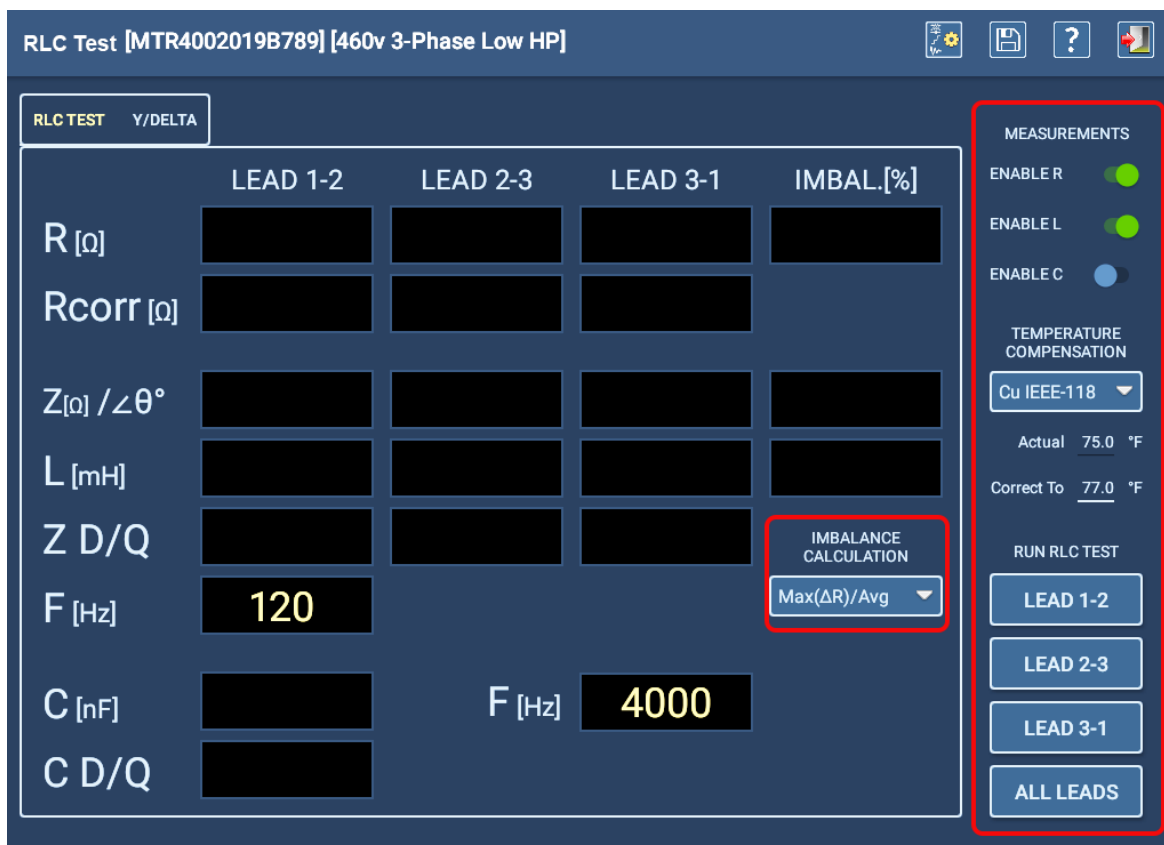 RLC Test [MTR4002019B789] [460v 3-Phase Low HP]
?
RLC TEST Y/DELTA
LEAD 1-2 LEAD 2-3 LEAD 3-1 IMBAL.[%]
R [Ω]
Rcorr [Ω]
Z[Ω] /∠θ°
L [mH]
Z D/Q
F [Hz] 120
IMBALANCE
CALCULATION
Max(ΔR)/Avg
C [nF] F [Hz] 4000
C D/Q
MEASUREMENTS
ENABLE R
ENABLE L
ENABLE C
TEMPERATURE
COMPENSATION
Cu IEEE-118
Actual 75.0 °F
Correct To 77.0 °F
RUN RLC TEST
LEAD 1-2
LEAD 2-3
LEAD 3-1
ALL LEADS